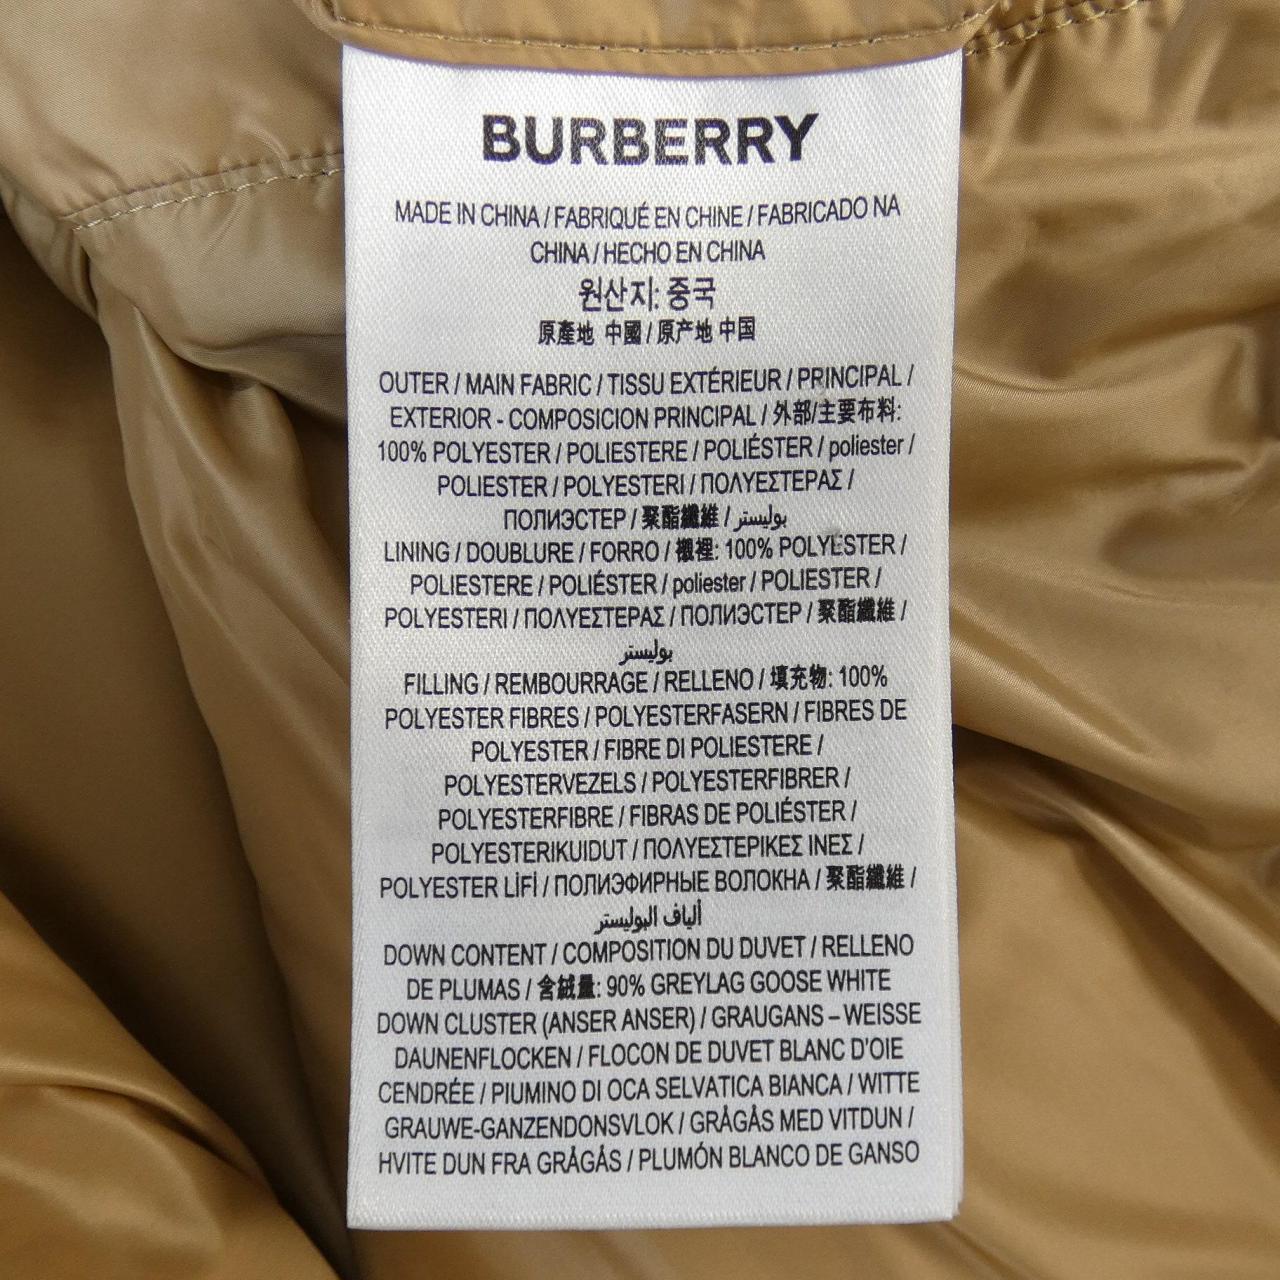 BURBERRY
MADE IN CHINA / FABRIQUÉ EN CHINE / FABRICADO NA
CHINA / HECHO EN CHINA
원산지: 중국
原產地 中國 / 原产地 中国
OUTER / MAIN FABRIC / TISSU EXTÉRIEUR / PRINCIPAL /
EXTERIOR - COMPOSICION PRINCIPAL / 外部/主要布料:
100% POLYESTER / POLIESTERE / POLIÉSTER / poliester /
POLIESTER / POLYESTERI / ΠΟΛΥΕΣΤΕΡΑΣ /
ПОЛИЭСТЕР / 聚酯纖維 / بوليستر
LINING / DOUBLURE / FORRO / 襯裡: 100% POLYESTER /
POLIESTERE / POLIÉSTER / poliester / POLIESTER /
POLYESTERI / ΠΟΛΥΕΣΤΕΡΑΣ / ПОЛИЭСТЕР / 聚酯纖維 /
بوليستر
FILLING / REMBOURRAGE / RELLENO / 填充物: 100%
POLYESTER FIBRES / POLYESTERFASERN / FIBRES DE
POLYESTER / FIBRE DI POLIESTERE /
POLYESTERVEZELS / POLYESTERFIBRER /
POLYESTERFIBRE / FIBRAS DE POLIÉSTER /
POLYESTERIKUIDUT / ΠΟΛΥΕΣΤΕΡΙΚΕΣ ΙΝΕΣ /
POLYESTER LİFİ / ПОЛИЭФИРНЫЕ ВОЛОКНА / 聚酯纖維 /
ألياف البوليستر
DOWN CONTENT / COMPOSITION DU DUVET / RELLENO
DE PLUMAS / 含絨量: 90% GREYLAG GOOSE WHITE
DOWN CLUSTER (ANSER ANSER) / GRAUGANS – WEISSE
DAUNENFLOCKEN / FLOCON DE DUVET BLANC D'OIE
CENDRÉE / PIUMINO DI OCA SELVATICA BIANCA / WITTE
GRAUWE-GANZENDONSVLOK / GRÅGÅS MED VITDUN /
HVITE DUN FRA GRÅGÅS / PLUMÓN BLANCO DE GANSO